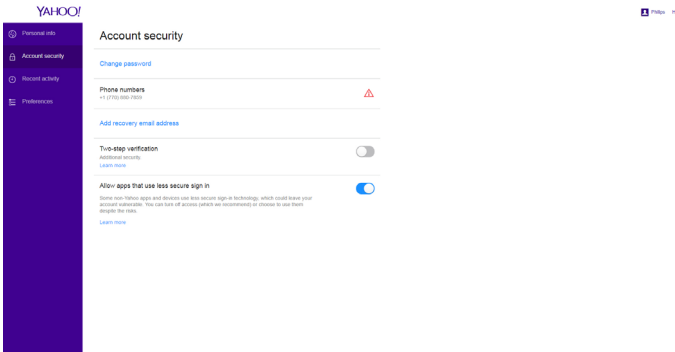 YAHOO!
Philips
Personal info
Account security
Recent activity
Preferences
Account security
Change password
Phone numbers
Add recovery email address
Two-step verification
Additional security.
Learn more
Allow apps that use less secure sign in
Some non-Yahoo apps and devices use less secure sign-in technology, which could leave your
account vulnerable. You can turn off access (which we recommend) or choose to use them
despite the risks.
Learn more